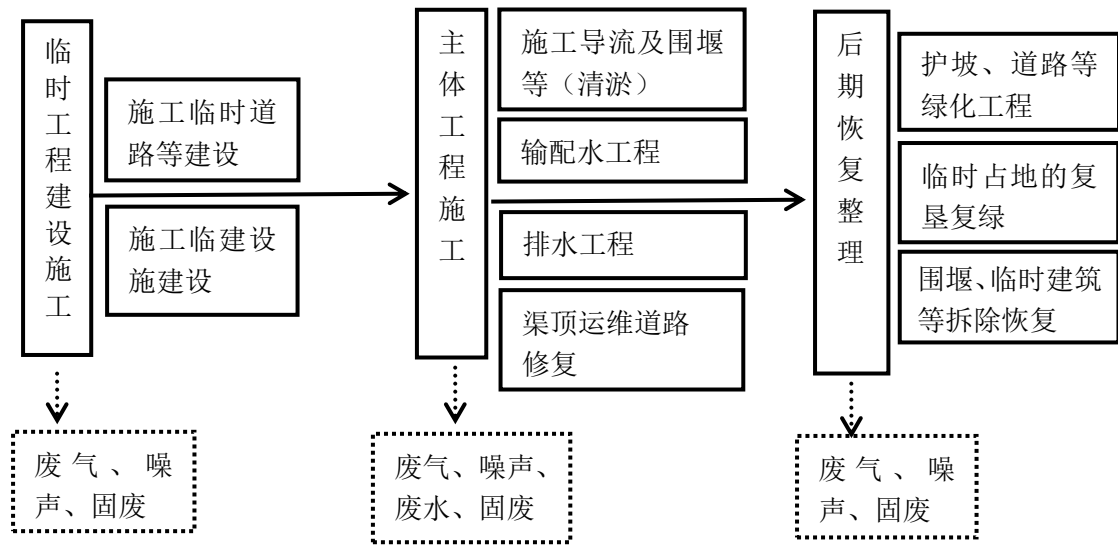 临时工程建设施工
施工临时道
路等建设
施工临建设
施建设
废气、噪
声、固废
主体工程施工
施工导流及围堰
等（清淤）
输配水工程
排水工程
渠顶运维道路
修复
废气、噪声、
废水、固废
后期恢复整理
护坡、道路等
绿化工程
临时占地的复
垦复绿
围堰、临时建筑
等拆除恢复
废气、噪
声、固废